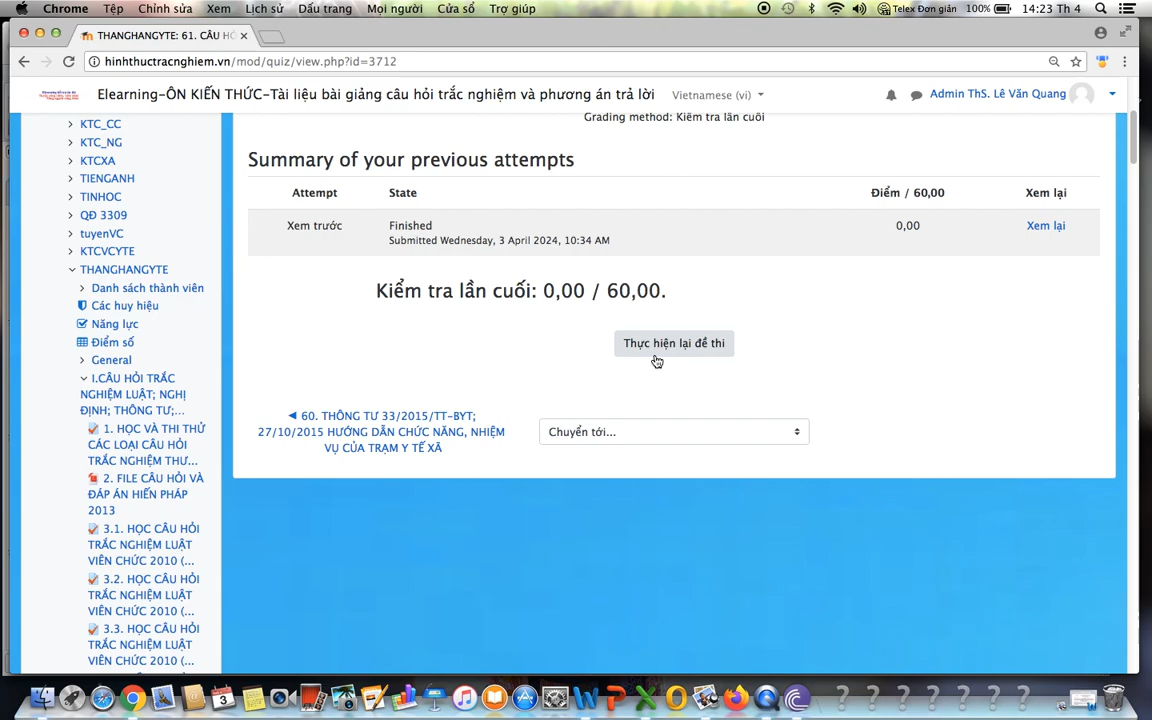 Chrome Tệp Chỉnh sửa Xem Lịch sử Dấu trang Mọi người Cửa sổ Trợ giúp Telex Đơn giản 100% 14:23 Th 4
THANGHANGYTE: 61. CÂU HỎ
hinhthuctracnghiem.vn/mod/quiz/view.php?id=3712
Elearning-ÔN KIẾN THỨC-Tài liệu bài giảng câu hỏi trắc nghiệm và phương án trả lời Vietnamese (vi) Admin ThS. Lê Văn Quang
KTC_CC
KTC_NG
KTCXA
TIENGANH
TINHOC
QĐ 3309
tuyenVC
KTCVCYTE
THANGHANGYTE
Danh sách thành viên
Các huy hiệu
Năng lực
Điểm số
General
I.CÂU HỎI TRẮC
NGHIỆM LUẬT; NGHỊ
ĐỊNH; THÔNG TƯ;...
1. HỌC VÀ THI THỬ
CÁC LOẠI CÂU HỎI
TRẮC NGHIỆM THƯ...
2. FILE CÂU HỎI VÀ
ĐÁP ÁN HIẾN PHÁP
2013
3.1. HỌC CÂU HỎI
TRẮC NGHIỆM LUẬT
VIÊN CHỨC 2010 (...
3.2. HỌC CÂU HỎI
TRẮC NGHIỆM LUẬT
VIÊN CHỨC 2010 (...
3.3. HỌC CÂU HỎI
TRẮC NGHIỆM LUẬT
VIÊN CHỨC 2010 (...
Grading method: Kiểm tra lần cuối
Summary of your previous attempts
Attempt State Điểm / 60,00 Xem lại
Xem trước Finished 0,00 Xem lại
Submitted Wednesday, 3 April 2024, 10:34 AM
Kiểm tra lần cuối: 0,00 / 60,00.
Thực hiện lại đề thi
◄ 60. THÔNG TƯ 33/2015/TT-BYT;
27/10/2015 HƯỚNG DẪN CHỨC NĂNG, NHIỆM
VỤ CỦA TRẠM Y TẾ XÃ
Chuyển tới...